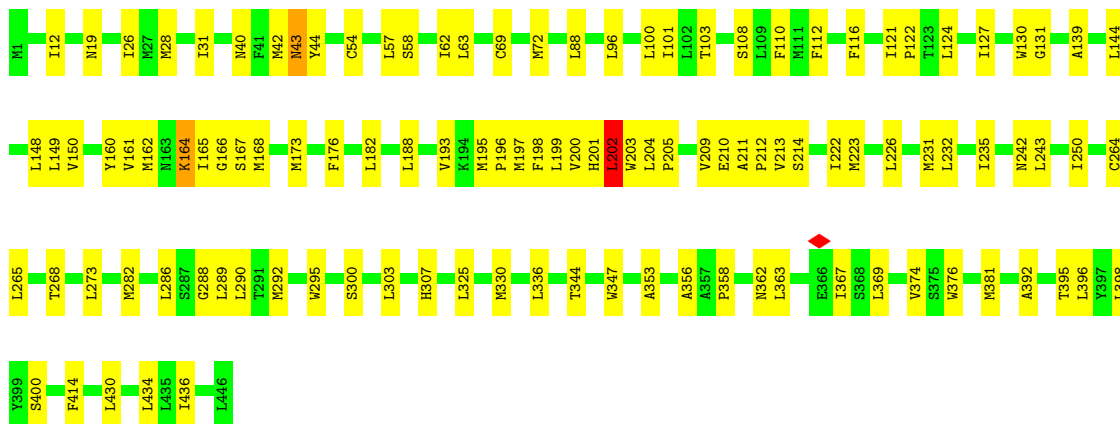 M1 I12 N19 I26 M27 M28 I31 N40 F41 M42 N43 Y44 C54 L57 S58 I62 L63 C69 M72 L88 L96 L100 I101 L102 T103 S108 L109 F110 M111 F112 F116 I121 P122 T123 L124 I127 W130 G131 A139 L144
L148 L149 V150 Y160 V161 M162 N163 K164 I165 G166 S167 M168 M173 F176 L182 L188 V193 K194 M195 P196 M197 F198 L199 V200 H201 L202 W203 L204 P205 V209 E210 A211 P212 V213 S214 I222 M223 L226 M231 L232 I235 N242 L243 I250 C264
L265 T268 L273 M282 L286 S287 G288 L289 L290 T291 M292 W295 S300 L303 H307 L325 M330 L336 T344 W347 A353 A356 A357 P358 N362 L363 E366 I367 S368 L369 V374 S375 W376 M381 A392 T395 L396 Y397
Y399 S400 F414 L430 L434 L435 I436 L446